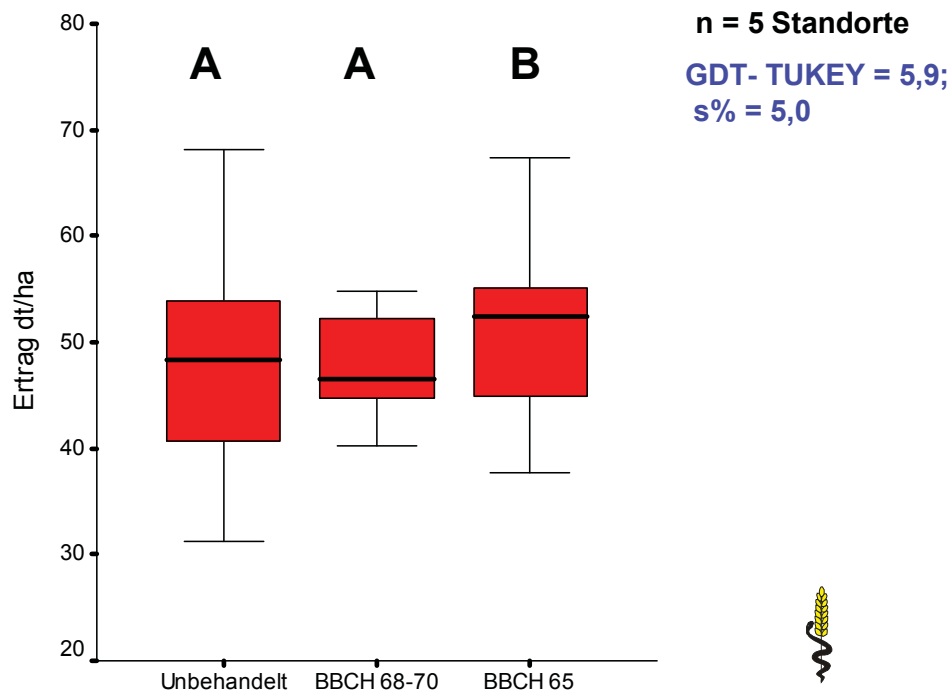 n = 5 Standorte
GDT- TUKEY = 5,9;
s% = 5,0
A A B
Ertrag dt/ha
80
70
60
50
40
30
20
Unbehandelt BBCH 68-70 BBCH 65